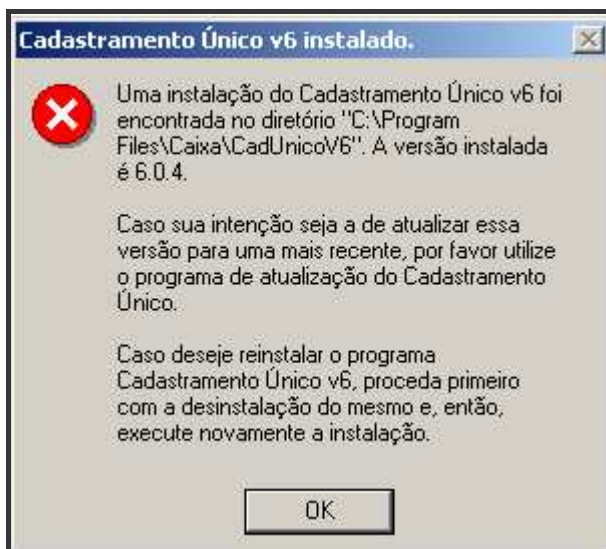 Cadastramento Único v6 instalado.
Uma instalação do Cadastramento Único v6 foi
encontrada no diretório "C:\Program
Files\Caixa\CadUnicoV6". A versão instalada
é 6.0.4.
Caso sua intenção seja a de atualizar essa
versão para uma mais recente, por favor utilize
o programa de atualização do Cadastramento
Único.
Caso deseje reinstalar o programa
Cadastramento Único v6, proceda primeiro
com a desinstalação do mesmo e, então,
execute novamente a instalação.
OK